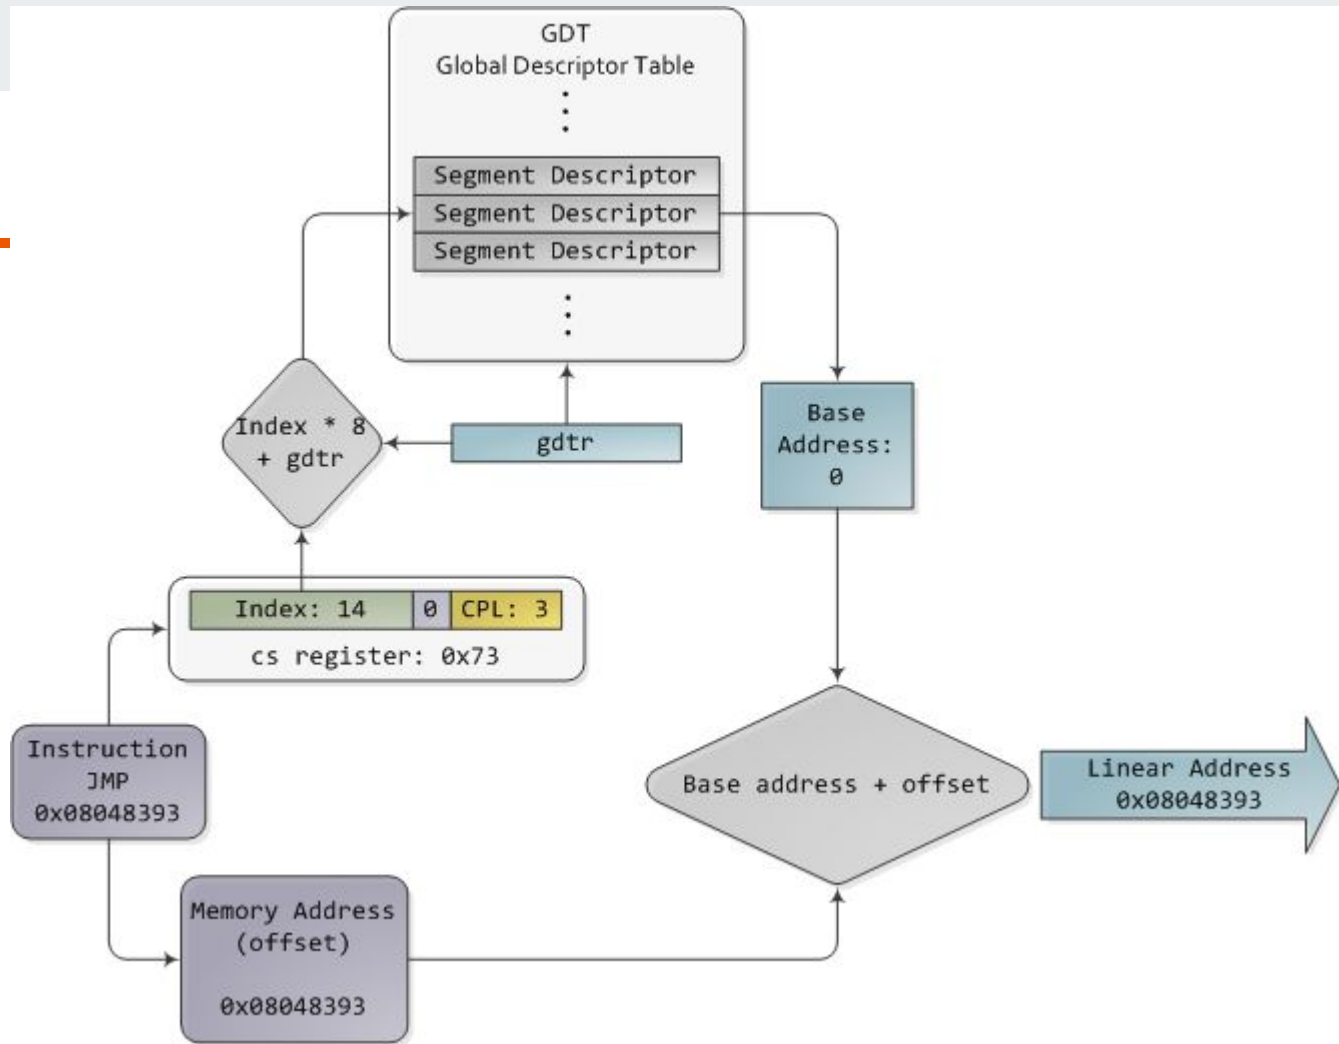 GDT
Global Descriptor Table
Segment Descriptor
Segment Descriptor
Segment Descriptor
Index * 8
+ gdtr
gdtr
Base
Address:
0
Index: 14 0 CPL: 3
cs register: 0x73
Instruction
JMP
0x08048393
Base address + offset
Linear Address
0x08048393
Memory Address
(offset)
0x08048393